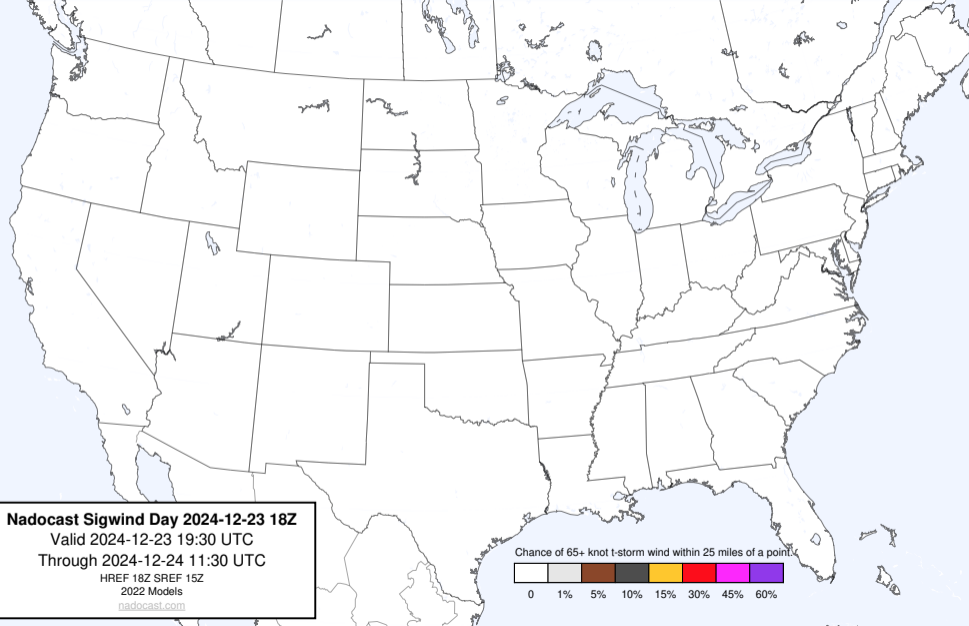 Nadocast Sigwind Day 2024-12-23 18Z
Valid 2024-12-23 19:30 UTC
Through 2024-12-24 11:30 UTC
HREF 18Z SREF 15Z
2022 Models
nadocast.com
Chance of 65+ knot t-storm wind within 25 miles of a point.
0 1% 5% 10% 15% 30% 45% 60%